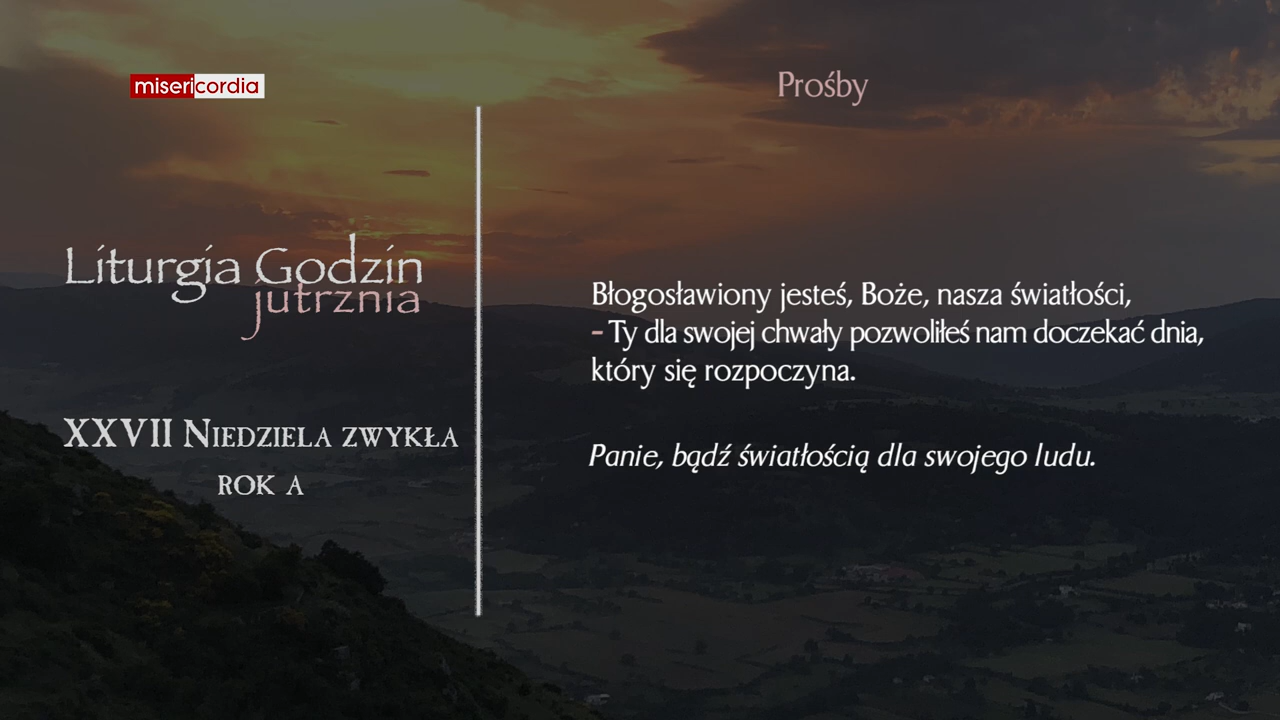 misericordia
Liturgia Godzin
jutrznia
XXVII Niedziela zwykła
rok A
Prośby
Błogosławiony jesteś, Boże, nasza światłości,
- Ty dla swojej chwały pozwoliłeś nam doczekać dnia,
który się rozpoczyna.
Panie, bądź światłością dla swojego ludu.